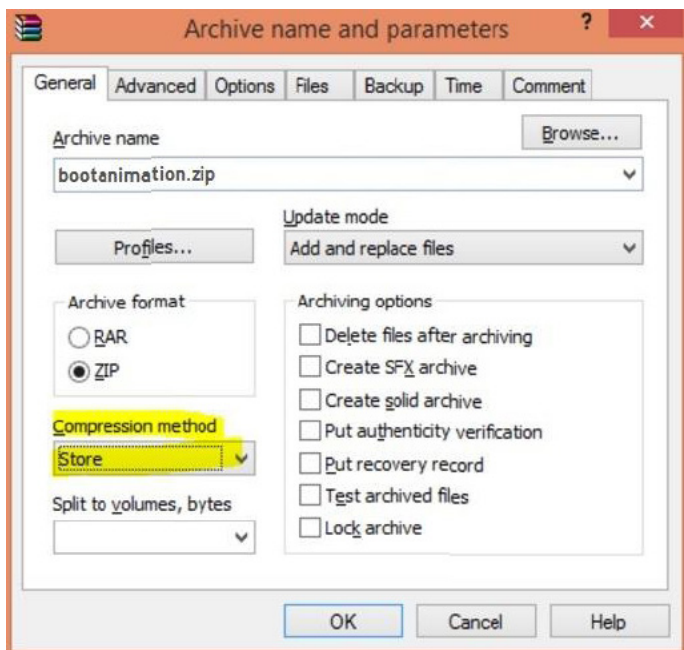 Archive name and parameters
?
General Advanced Options Files Backup Time Comment
Archive name
Browse...
bootanimation.zip
Update mode
Profiles...
Add and replace files
Archive format
RAR
ZIP
Compression method
Store
Split to volumes, bytes
Archiving options
Delete files after archiving
Create SFX archive
Create solid archive
Put authenticity verification
Put recovery record
Test archived files
Lock archive
OK Cancel Help